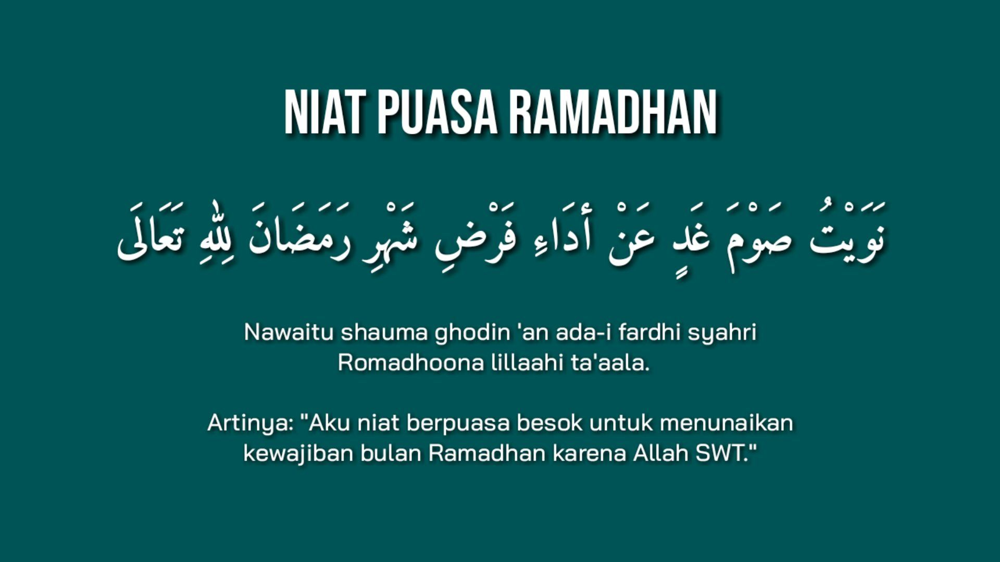 NIAT PUASA RAMADHAN
نَوَيْتُ صَوْمَ غَدٍ عَنْ أَدَاءِ فَرْضِ شَهْرِ رَمَضَانَ لِلّٰهِ تَعَالَى
Nawaitu shauma ghodin 'an ada-i fardhi syahri
Romadhoona lillaahi ta'aala.
Artinya: "Aku niat berpuasa besok untuk menunaikan
kewajiban bulan Ramadhan karena Allah SWT."